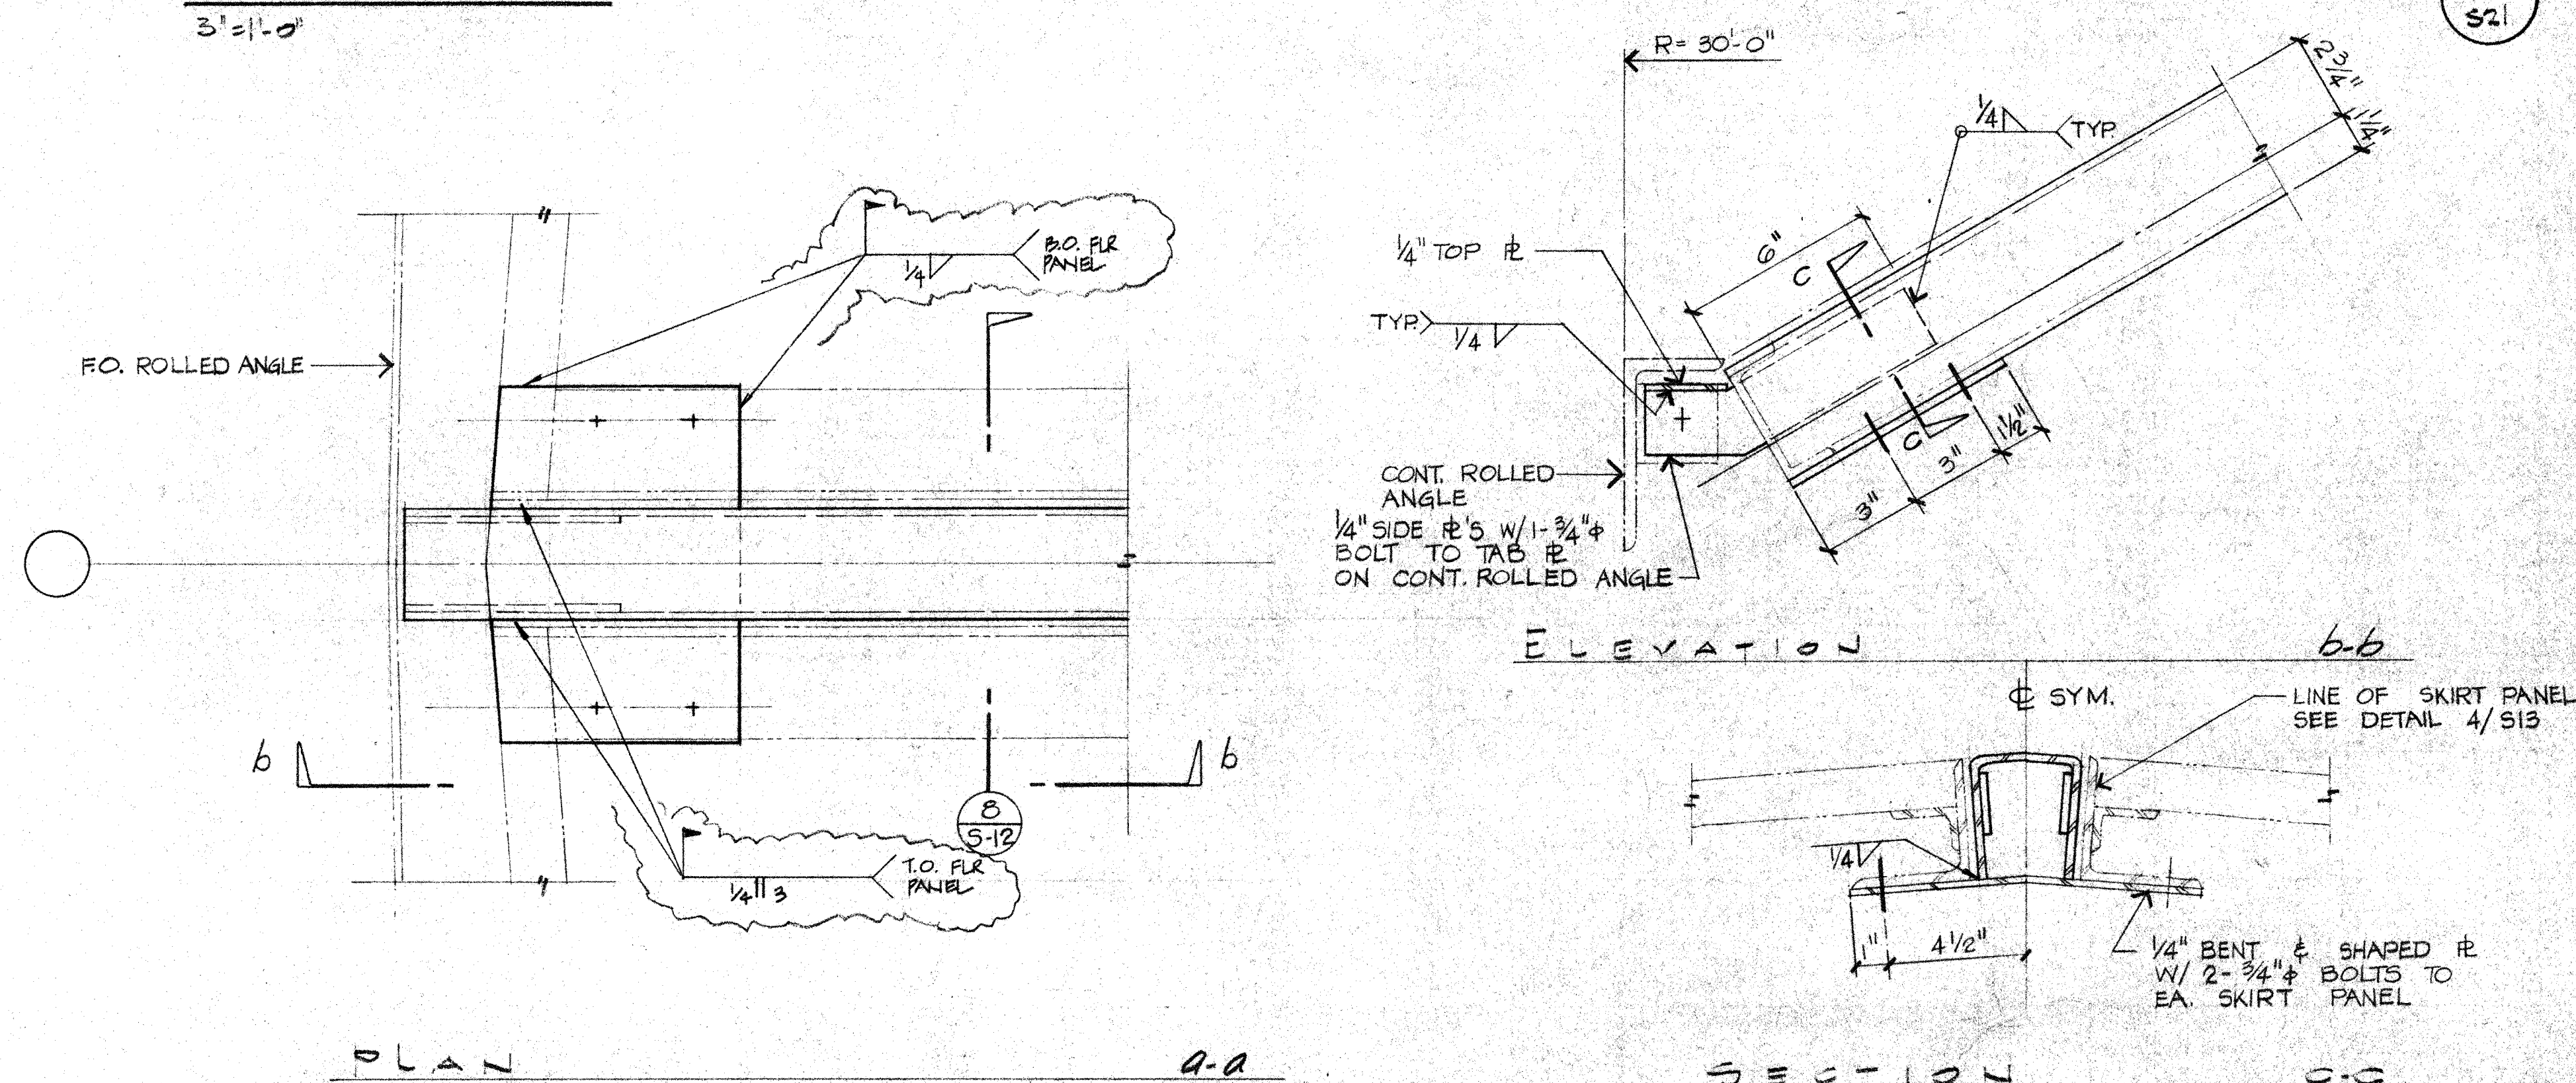 3"=1'-0"
S21
R= 30'-0"
2 3/4"
1 1/4"
1/4
TYP.
B.O. FLR
PANEL
1/4
6"
C
1/4" TOP PL
TYP.
1/4
F.O. ROLLED ANGLE
C
1 1/2"
3"
3"
CONT. ROLLED
ANGLE
1/4" SIDE PL'S W/ 1- 3/4"ϕ
BOLT TO TAB PL
ON CONT. ROLLED ANGLE
ELEVATION b-b
℄ SYM.
LINE OF SKIRT PANEL
SEE DETAIL 4/S13
b
b
8
S-12
T.O. FLR
PANEL
1/4 3
1/4
1"
4 1/2"
1/4" BENT & SHAPED PL
W/ 2- 3/4"ϕ BOLTS TO
EA. SKIRT PANEL
PLAN a-a
SECTION c-c